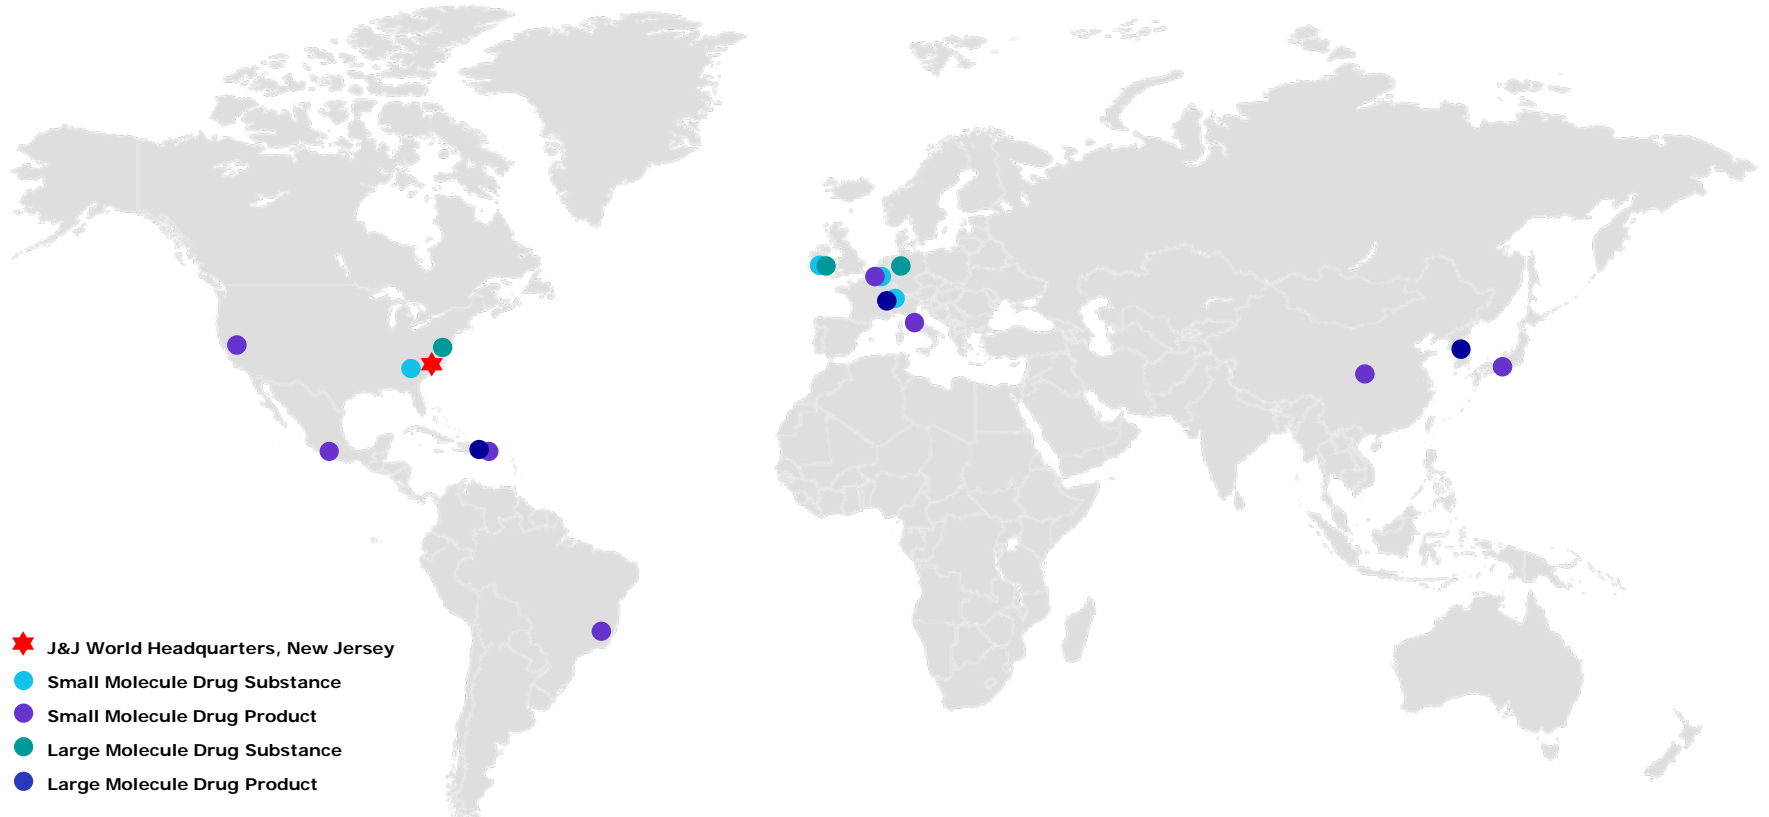 J&J World Headquarters, New Jersey
Small Molecule Drug Substance
Small Molecule Drug Product
Large Molecule Drug Substance
Large Molecule Drug Product